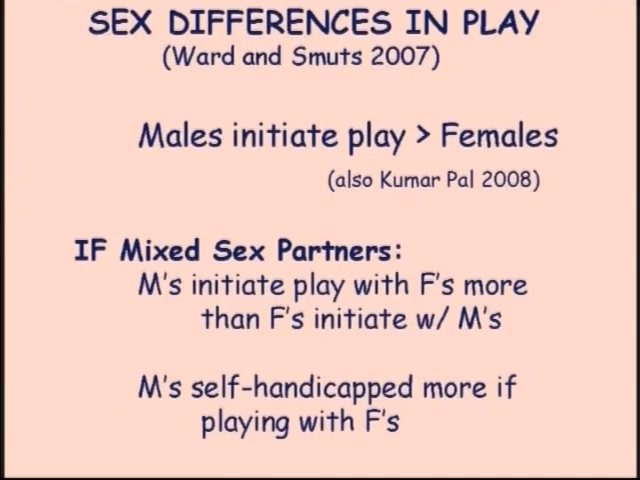 SEX DIFFERENCES IN PLAY
(Ward and Smuts 2007)
Males initiate play > Females
(also Kumar Pal 2008)
IF Mixed Sex Partners:
M's initiate play with F's more
than F's initiate w/ M's
M's self-handicapped more if
playing with F's